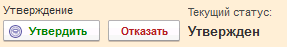 Утверждение
Утвердить
Отказать
Текущий статус:
Утвержден